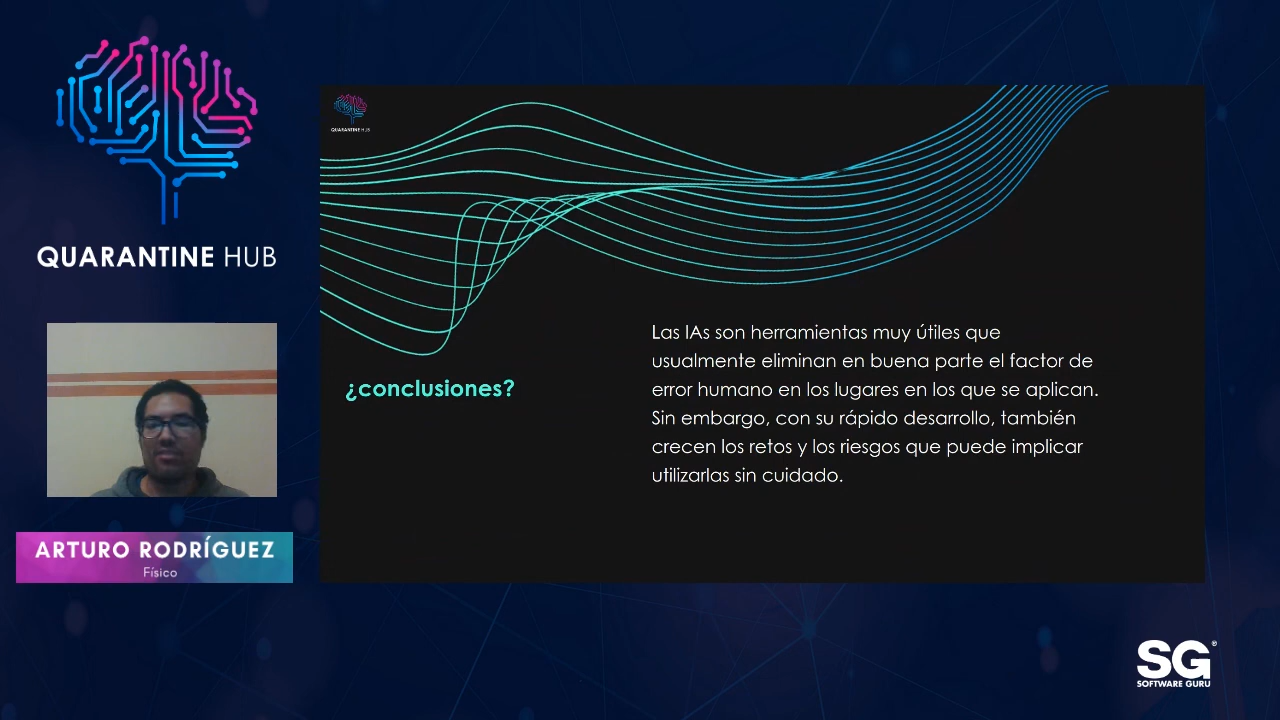 QUARANTINE HUB
ARTURO RODRÍGUEZ
Físico
QUARANTINE HUB
¿conclusiones?
Las IAs son herramientas muy útiles que
usualmente eliminan en buena parte el factor de
error humano en los lugares en los que se aplican.
Sin embargo, con su rápido desarrollo, también
crecen los retos y los riesgos que puede implicar
utilizarlas sin cuidado.
SG
SOFTWARE GURU